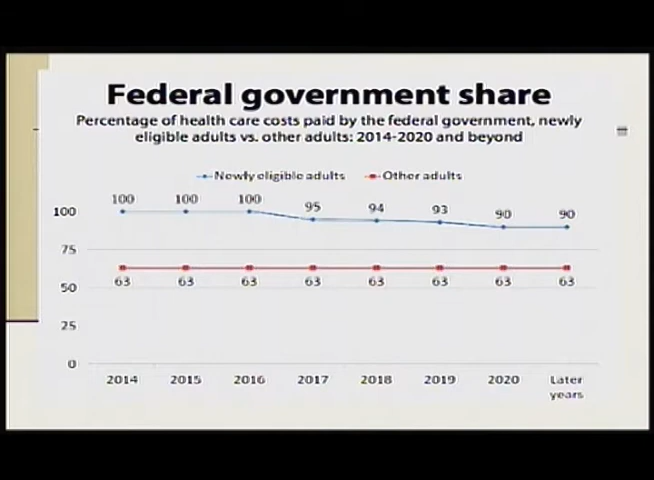 Federal government share
Percentage of health care costs paid by the federal government, newly
eligible adults vs. other adults: 2014-2020 and beyond
Newly eligible adults Other adults
100 100 100 95 94 93 90 90
100
75
63 63 63 63 63 63 63 63
50
25
0
2014 2015 2016 2017 2018 2019 2020 Later
years